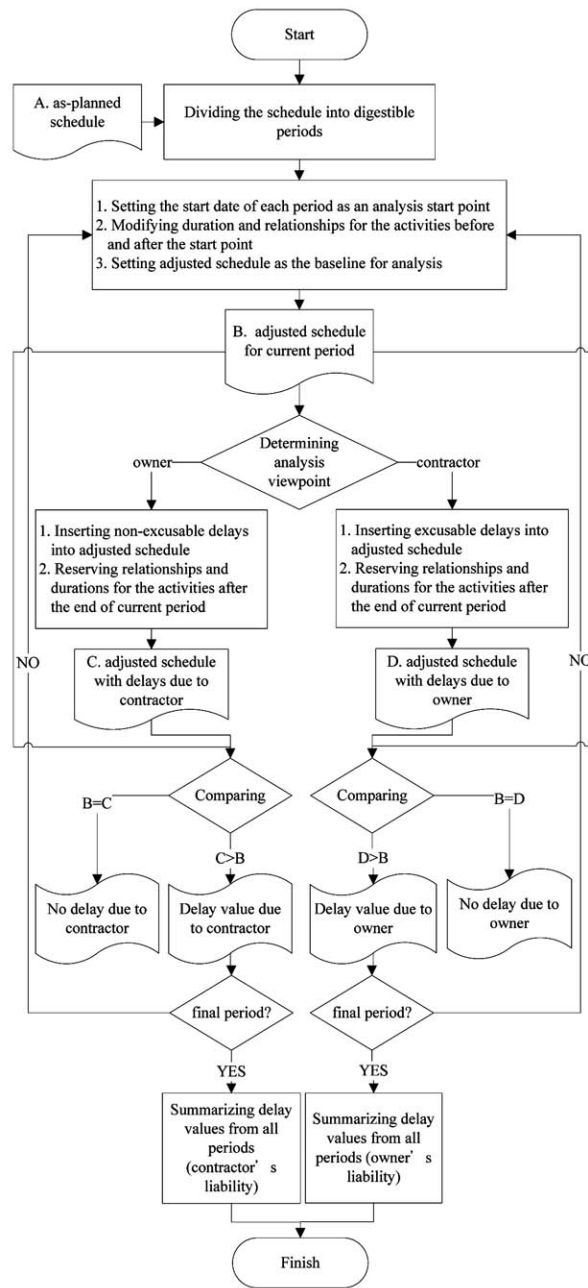 Start
A. as-planned
schedule
Dividing the schedule into digestible
periods
1. Setting the start date of each period as an analysis start point
2. Modifying duration and relationships for the activities before
and after the start point
3. Setting adjusted schedule as the baseline for analysis
B. adjusted schedule
for current period
Determining
analysis
viewpoint
owner
contractor
1. Inserting non-excusable delays
into adjusted schedule
2. Reserving relationships and
durations for the activities after
the end of current period
1. Inserting excusable delays into
adjusted schedule
2. Reserving relationships and
durations for the activities after
the end of current period
NO
NO
C. adjusted schedule
with delays due to
contractor
D. adjusted schedule
with delays due to
owner
Comparing
Comparing
B=C
B=D
C>B
D>B
No delay due to
contractor
Delay value due
to contractor
Delay value due to
owner
No delay due to
owner
final period?
final period?
YES
YES
Summarizing delay
values from all
periods
(contractor’s
liability)
Summarizing delay
values from all
periods (owner’s
liability)
Finish